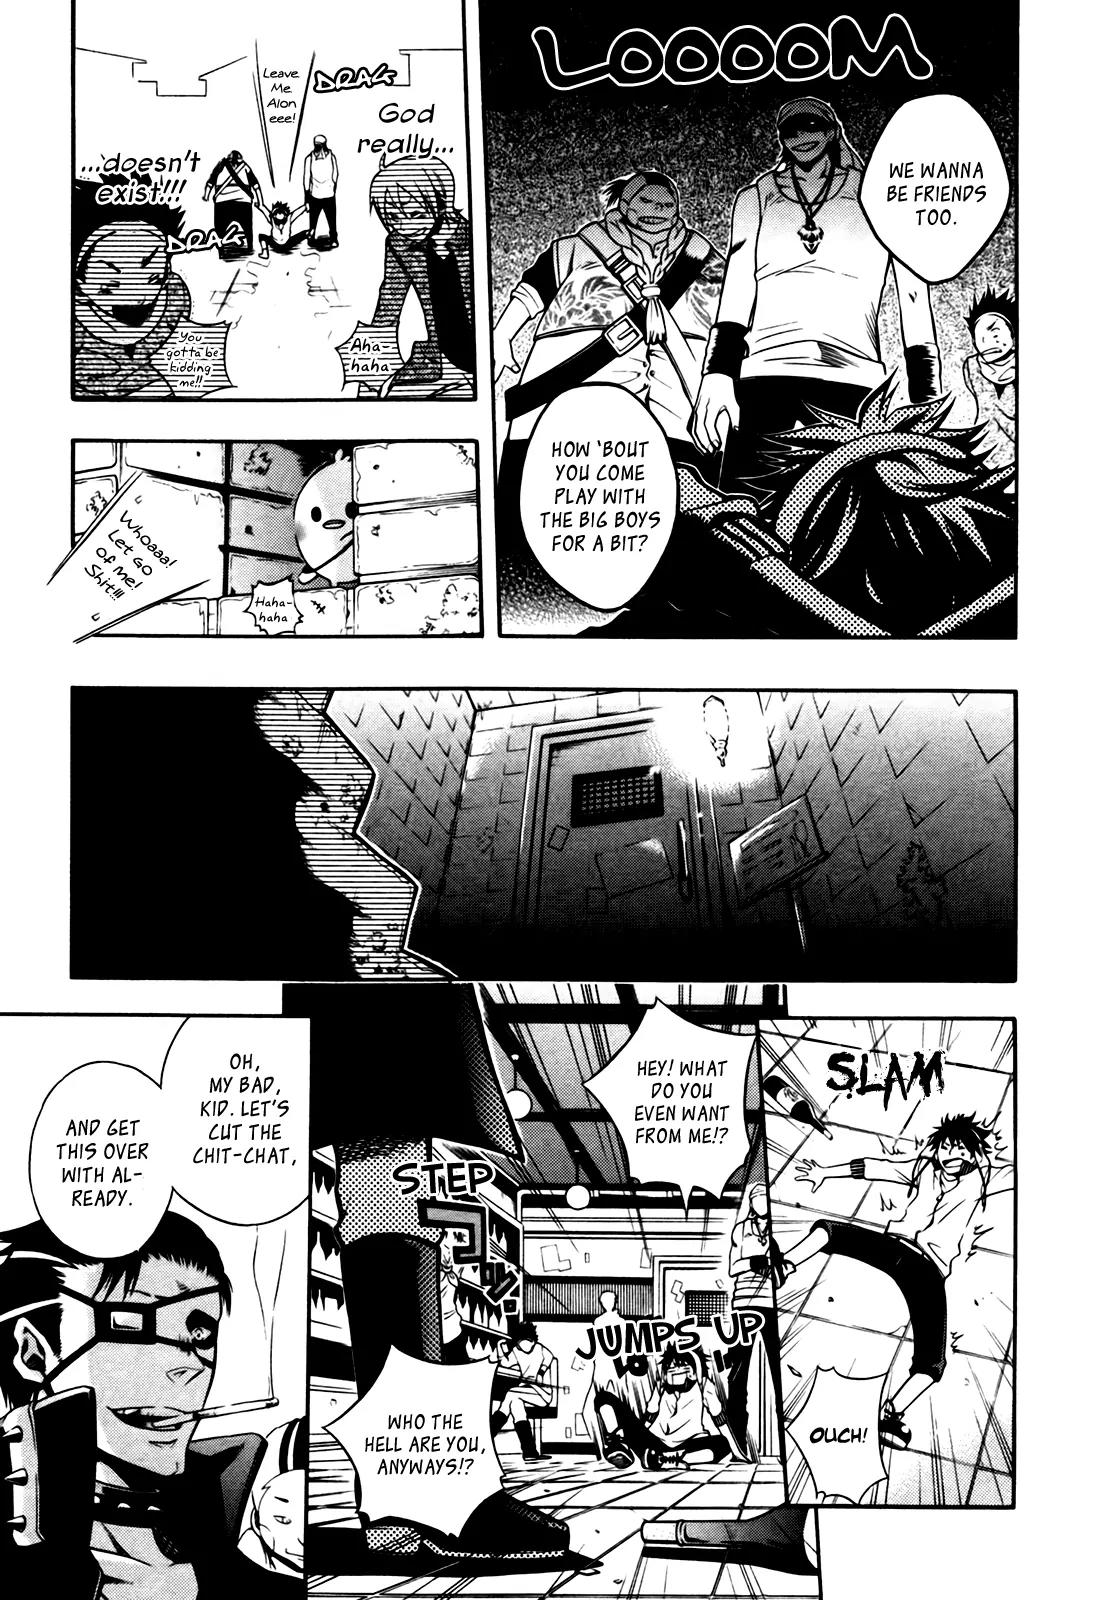 LOOOOM
WE WANNA
BE FRIENDS
TOO.
HOW 'BOUT
YOU COME
PLAY WITH
THE BIG BOYS
FOR A BIT?
Leave
Me
Alon
eee!
DRAG
God
really...
...doesn't
exist!!!
DRAG
You
gotta be
kidding
me!!
Aha-
haha
Whoaaa!
Let GO
of Me!
Shit!!!
Haha-
haha
SLAM
OUCH!
HEY! WHAT
DO YOU
EVEN WANT
FROM ME!?
STEP
JUMPS UP
WHO THE
HELL ARE YOU,
ANYWAYS!?
OH,
MY BAD,
KID. LET'S
CUT THE
CHIT-CHAT,
AND GET
THIS OVER
WITH AL-
READY.